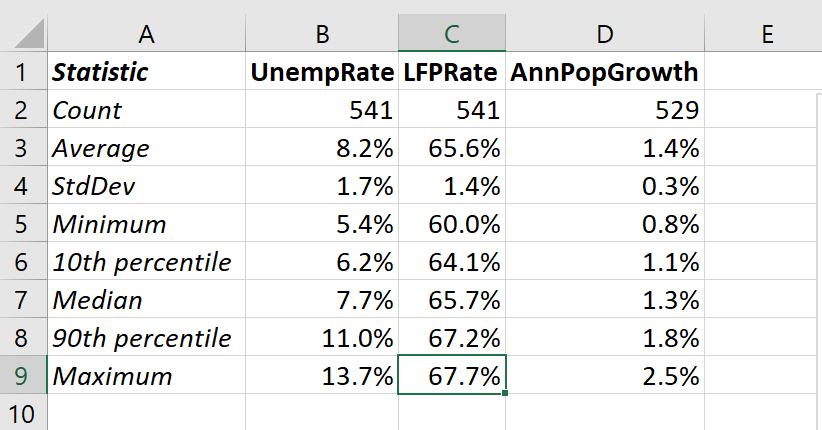 A B C D E
1 Statistic UnempRate LFPRate AnnPopGrowth
2 Count 541 541 529
3 Average 8.2% 65.6% 1.4%
4 StdDev 1.7% 1.4% 0.3%
5 Minimum 5.4% 60.0% 0.8%
6 10th percentile 6.2% 64.1% 1.1%
7 Median 7.7% 65.7% 1.3%
8 90th percentile 11.0% 67.2% 1.8%
9 Maximum 13.7% 67.7% 2.5%
10